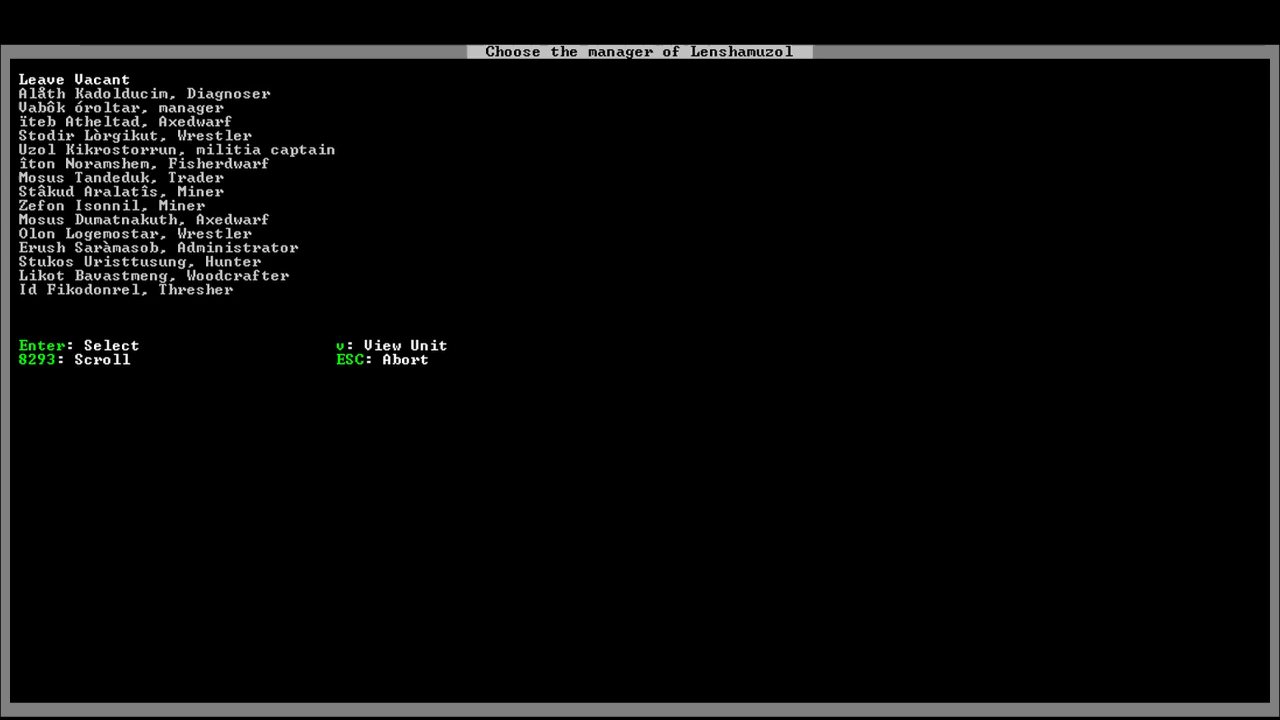 Choose the manager of Lenshamuzol
Leave Vacant
Alåth Kadolducim, Diagnoser
Vabôk óroltar, manager
ïteb Atheltad, Axedwarf
Stodir Lòrgikut, Wrestler
Uzol Kikrostorrun, militia captain
îton Noramshem, Fisherdwarf
Mosus Tandeduk, Trader
Stâkud Aralatîs, Miner
Zefon Isonnil, Miner
Mosus Dumatnakuth, Axedwarf
Olon Logemostar, Wrestler
Erush Saràmasob, Administrator
Stukos Uristtusung, Hunter
Likot Bavastmeng, Woodcrafter
Id Fikodonrel, Thresher
Enter: Select v: View Unit
8293: Scroll ESC: Abort